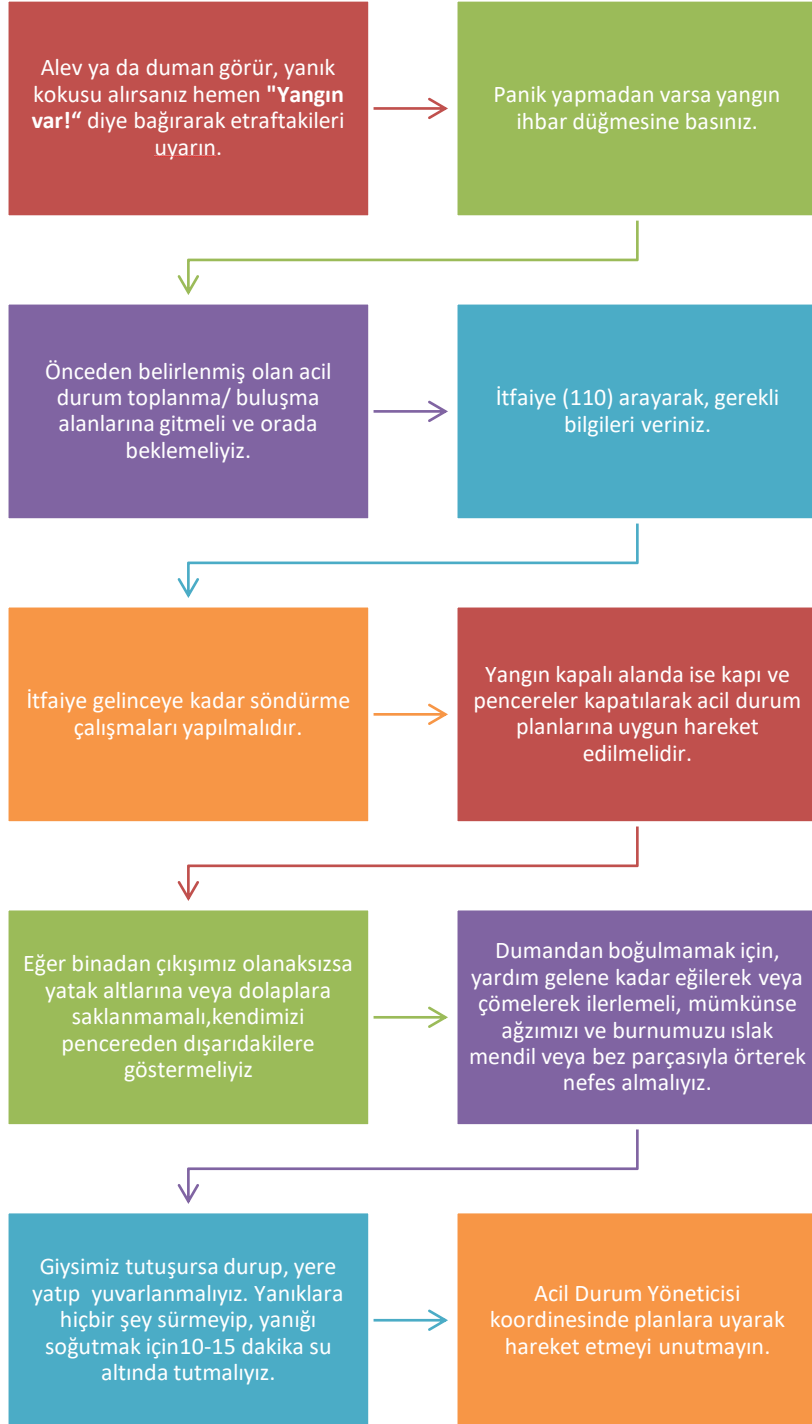 Alev ya da duman görür, yanık
kokusu alırsanız hemen "Yangın
var!“ diye bağırarak etraftakileri
uyarın.
Panik yapmadan varsa yangın
ihbar düğmesine basınız.
Önceden belirlenmiş olan acil
durum toplanma/ buluşma
alanlarına gitmeli ve orada
beklemeliyiz.
İtfaiye (110) arayarak, gerekli
bilgileri veriniz.
İtfaiye gelinceye kadar söndürme
çalışmaları yapılmalıdır.
Yangın kapalı alanda ise kapı ve
pencereler kapatılarak acil durum
planlarına uygun hareket
edilmelidir.
Eğer binadan çıkışımız olanaksızsa
yatak altlarına veya dolaplara
saklanmamalı,kendimizi
pencereden dışarıdakilere
göstermeliyiz
Dumandan boğulmamak için,
yardım gelene kadar eğilerek veya
çömelerek ilerlemeli, mümkünse
ağzımızı ve burnumuzu ıslak
mendil veya bez parçasıyla örterek
nefes almalıyız.
Giysimiz tutuşursa durup, yere
yatıp yuvarlanmalıyız. Yanıklara
hiçbir şey sürmeyip, yanığı
soğutmak için10-15 dakika su
altında tutmalıyız.
Acil Durum Yöneticisi
koordinesinde planlara uyarak
hareket etmeyi unutmayın.